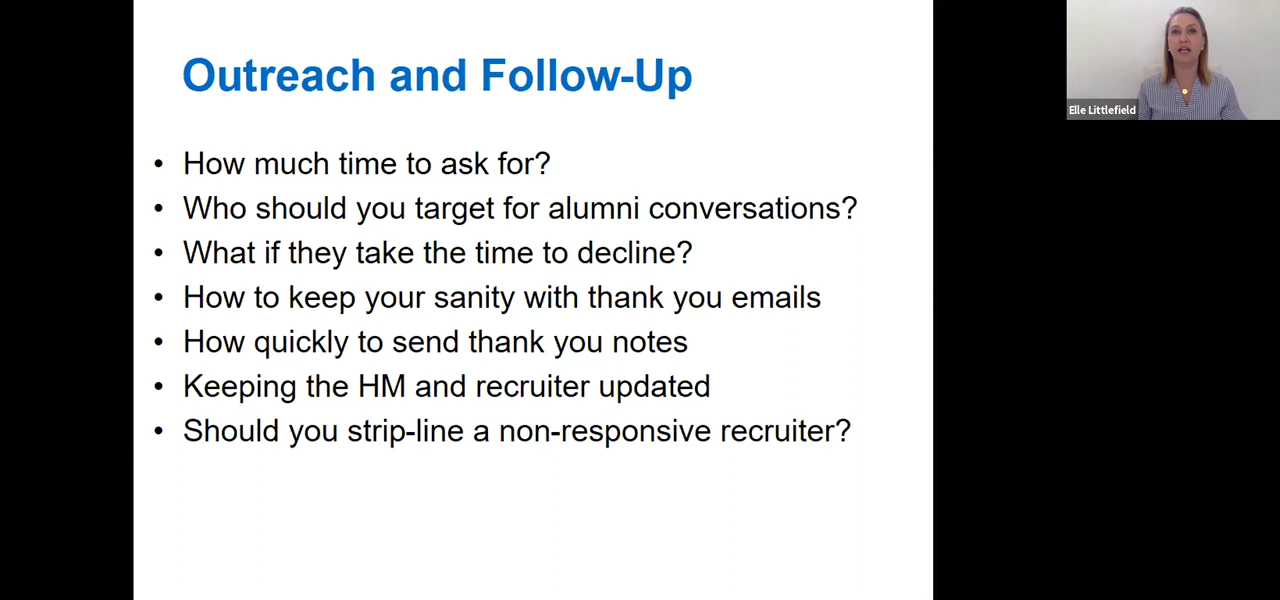 Outreach and Follow-Up
• How much time to ask for?
• Who should you target for alumni conversations?
• What if they take the time to decline?
• How to keep your sanity with thank you emails
• How quickly to send thank you notes
• Keeping the HM and recruiter updated
• Should you strip-line a non-responsive recruiter?
Elle Littlefield